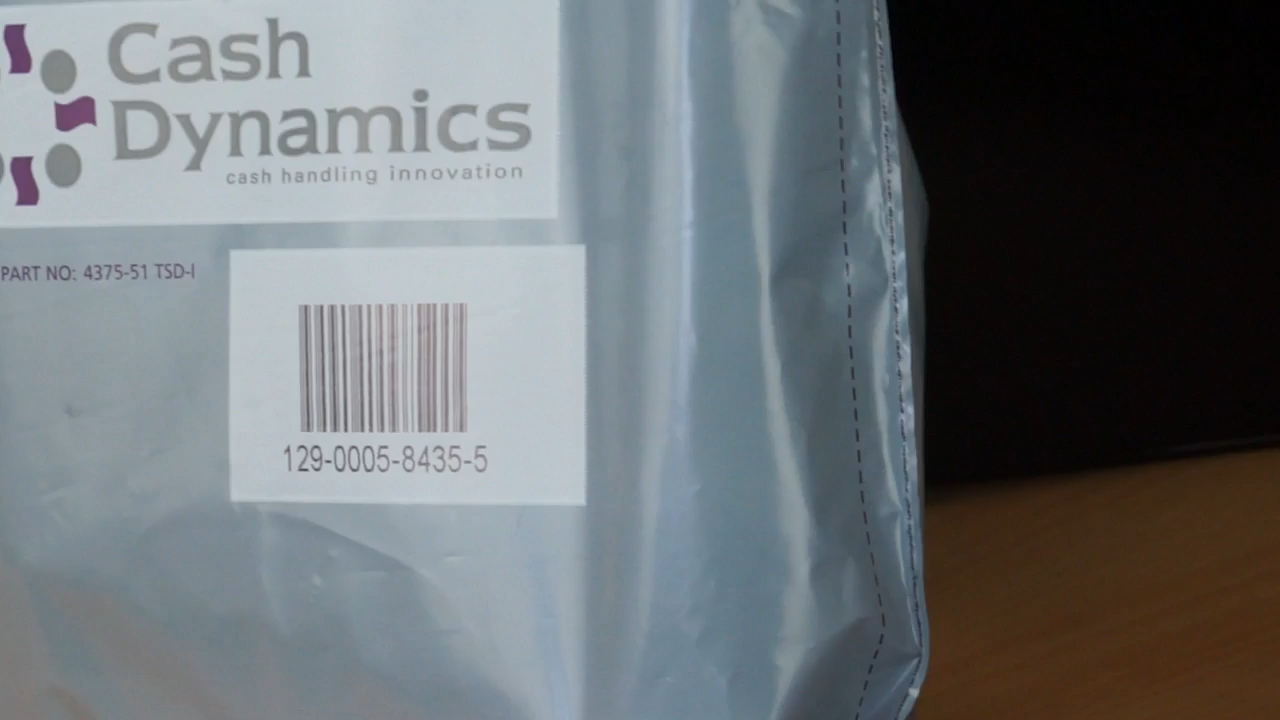 Cash
Dynamics
cash handling innovation
PART NO: 4375-51 TSD-I
129-0005-8435-5